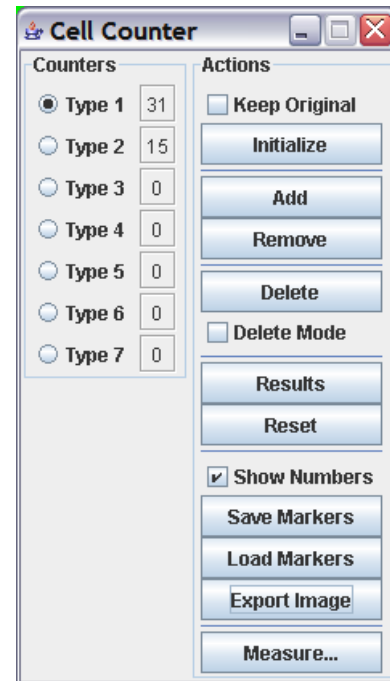 Cell Counter
Counters
Type 1 31
Type 2 15
Type 3 0
Type 4 0
Type 5 0
Type 6 0
Type 7 0
Actions
Keep Original
Initialize
Add
Remove
Delete
Delete Mode
Results
Reset
Show Numbers
Save Markers
Load Markers
Export Image
Measure...